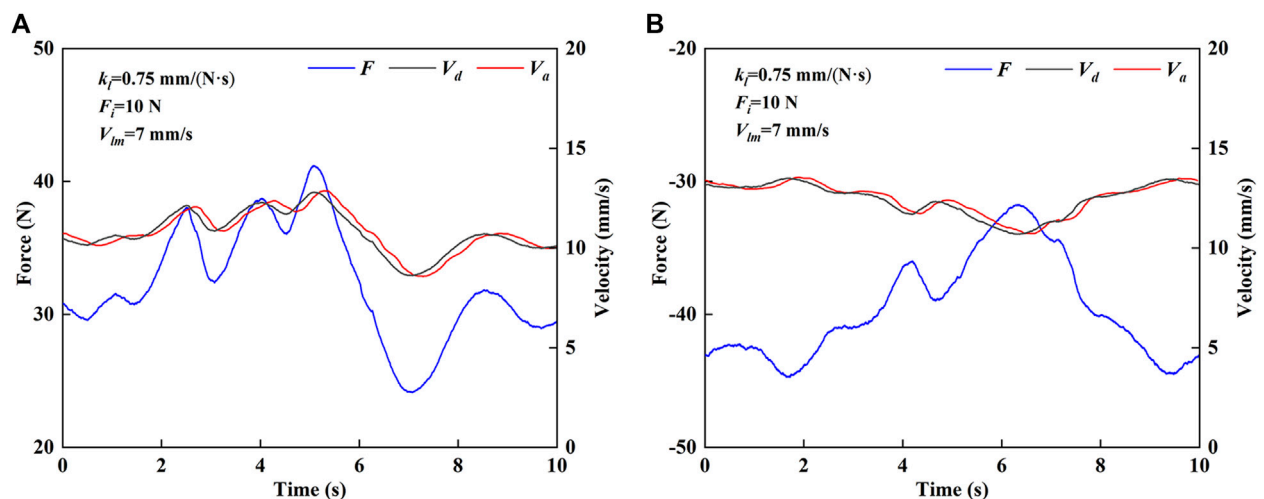 A
50
40
30
20
Force (N)
k_l=0.75 mm/(N·s)
F_i=10 N
V_lm=7 mm/s
F
V_d
V_a
20
15
10
5
0
Velocity (mm/s)
0 2 4 6 8 10
Time (s)
B
-20
-30
-40
-50
Force (N)
k_l=0.75 mm/(N·s)
F_i=10 N
V_lm=7 mm/s
F
V_d
V_a
20
15
10
5
0
Velocity (mm/s)
0 2 4 6 8 10
Time (s)